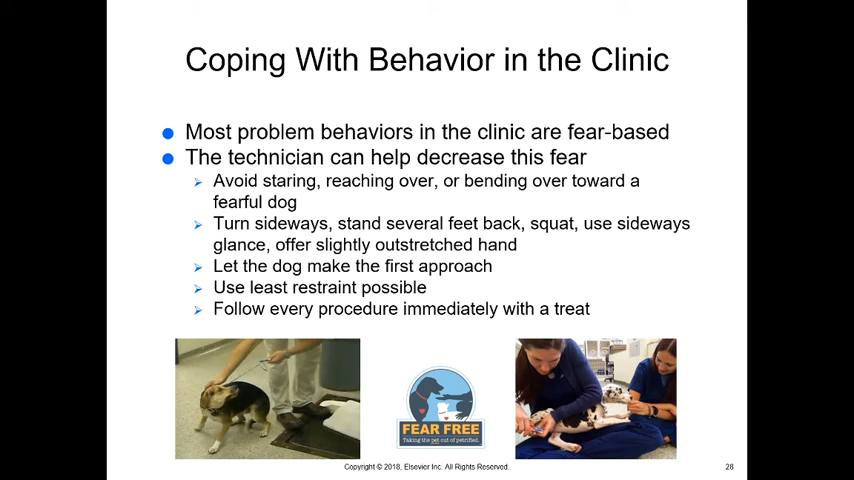 Coping With Behavior in the Clinic
Most problem behaviors in the clinic are fear-based
The technician can help decrease this fear
Avoid staring, reaching over, or bending over toward a
fearful dog
Turn sideways, stand several feet back, squat, use sideways
glance, offer slightly outstretched hand
Let the dog make the first approach
Use least restraint possible
Follow every procedure immediately with a treat
FEAR FREE
Taking the pet out of petrified.
Copyright © 2018, Elsevier Inc. All Rights Reserved.
28